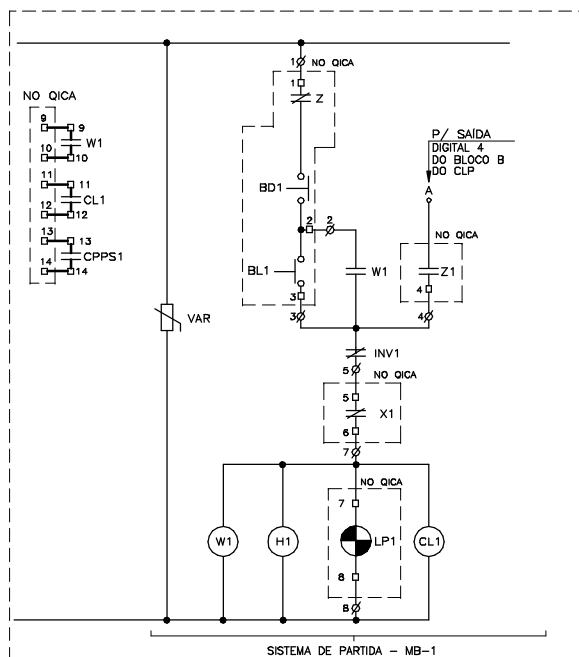 1 NO QICA
1
Z
NO QICA
9 9
W1
10 10
11 11
CL1
12 12
13 13
CPPS1
14 14
P/ SAÍDA
DIGITAL 4
DO BLOCO B
DO CLP
A
BD1
2 2
NO QICA
BL1
W1
Z1
3
4
3
4
VAR
INV1
5
NO QICA
5
X1
6
7
NO QICA
7
W1
H1
LP1
CL1
8
8
SISTEMA DE PARTIDA – MB-1